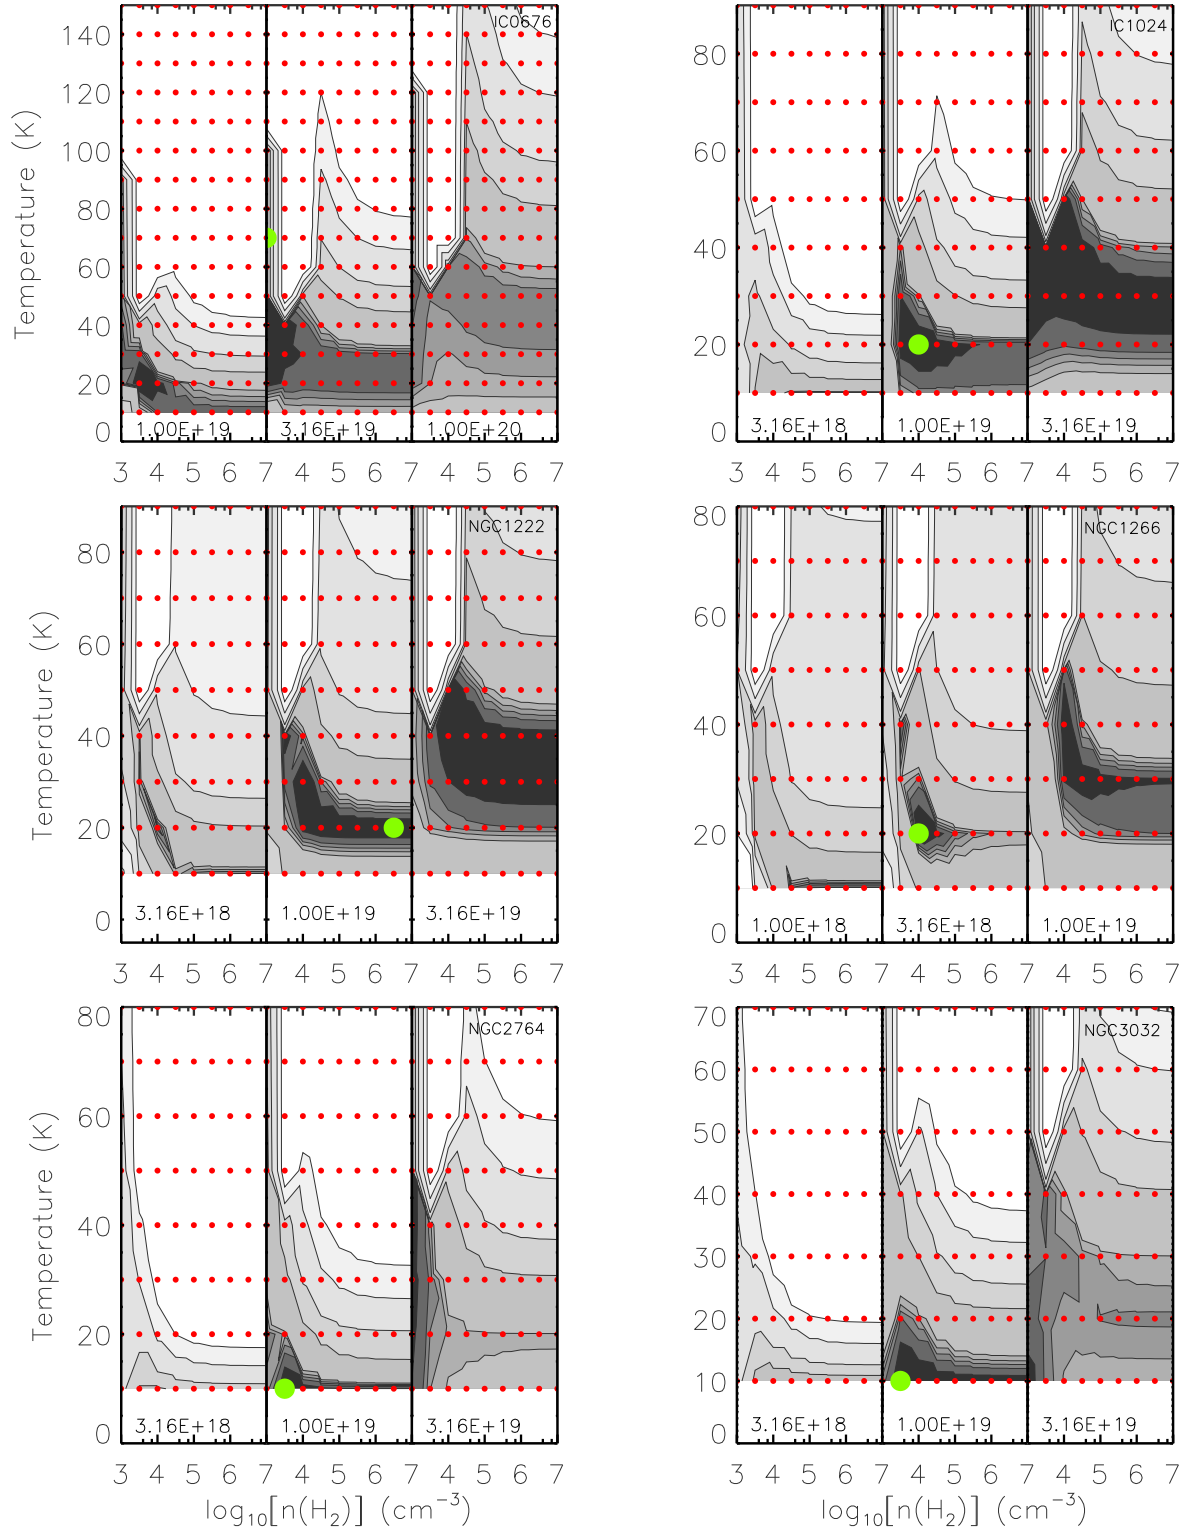 IC0676
Temperature (K)
140
120
100
80
60
40
20
0
1.00E+19 3.16E+19 1.00E+20
3 4 5 6 7 4 5 6 7 4 5 6 7
IC1024
80
60
40
20
0
3.16E+18 1.00E+19 3.16E+19
3 4 5 6 7 4 5 6 7 4 5 6 7
NGC1222
Temperature (K)
80
60
40
20
0
3.16E+18 1.00E+19 3.16E+19
3 4 5 6 7 4 5 6 7 4 5 6 7
NGC1266
80
70
60
50
40
30
20
10
0
1.00E+18 3.16E+18 1.00E+19
3 4 5 6 7 4 5 6 7 4 5 6 7
NGC2764
Temperature (K)
80
60
40
20
0
3.16E+18 1.00E+19 3.16E+19
3 4 5 6 7 4 5 6 7 4 5 6 7
log₁₀[n(H₂)] (cm⁻³)
NGC3032
70
60
50
40
30
20
10
0
3.16E+18 1.00E+19 3.16E+19
3 4 5 6 7 4 5 6 7 4 5 6 7
log₁₀[n(H₂)] (cm⁻³)